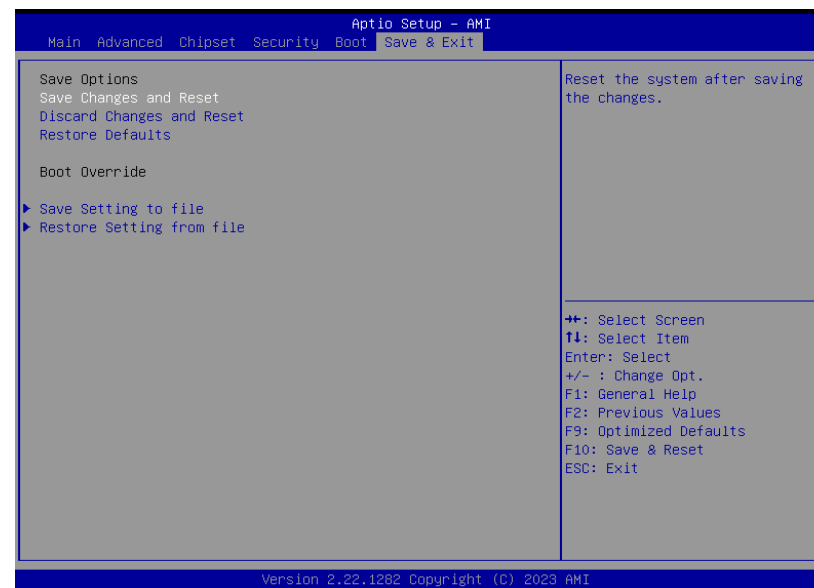 Aptio Setup – AMI
Main Advanced Chipset Security Boot Save & Exit
Save Options
Save Changes and Reset
Discard Changes and Reset
Restore Defaults
Boot Override
▶ Save Setting to file
▶ Restore Setting from file
Reset the system after saving
the changes.
→←: Select Screen
↑↓: Select Item
Enter: Select
+/- : Change Opt.
F1: General Help
F2: Previous Values
F9: Optimized Defaults
F10: Save & Reset
ESC: Exit
Version 2.22.1282 Copyright (C) 2023 AMI